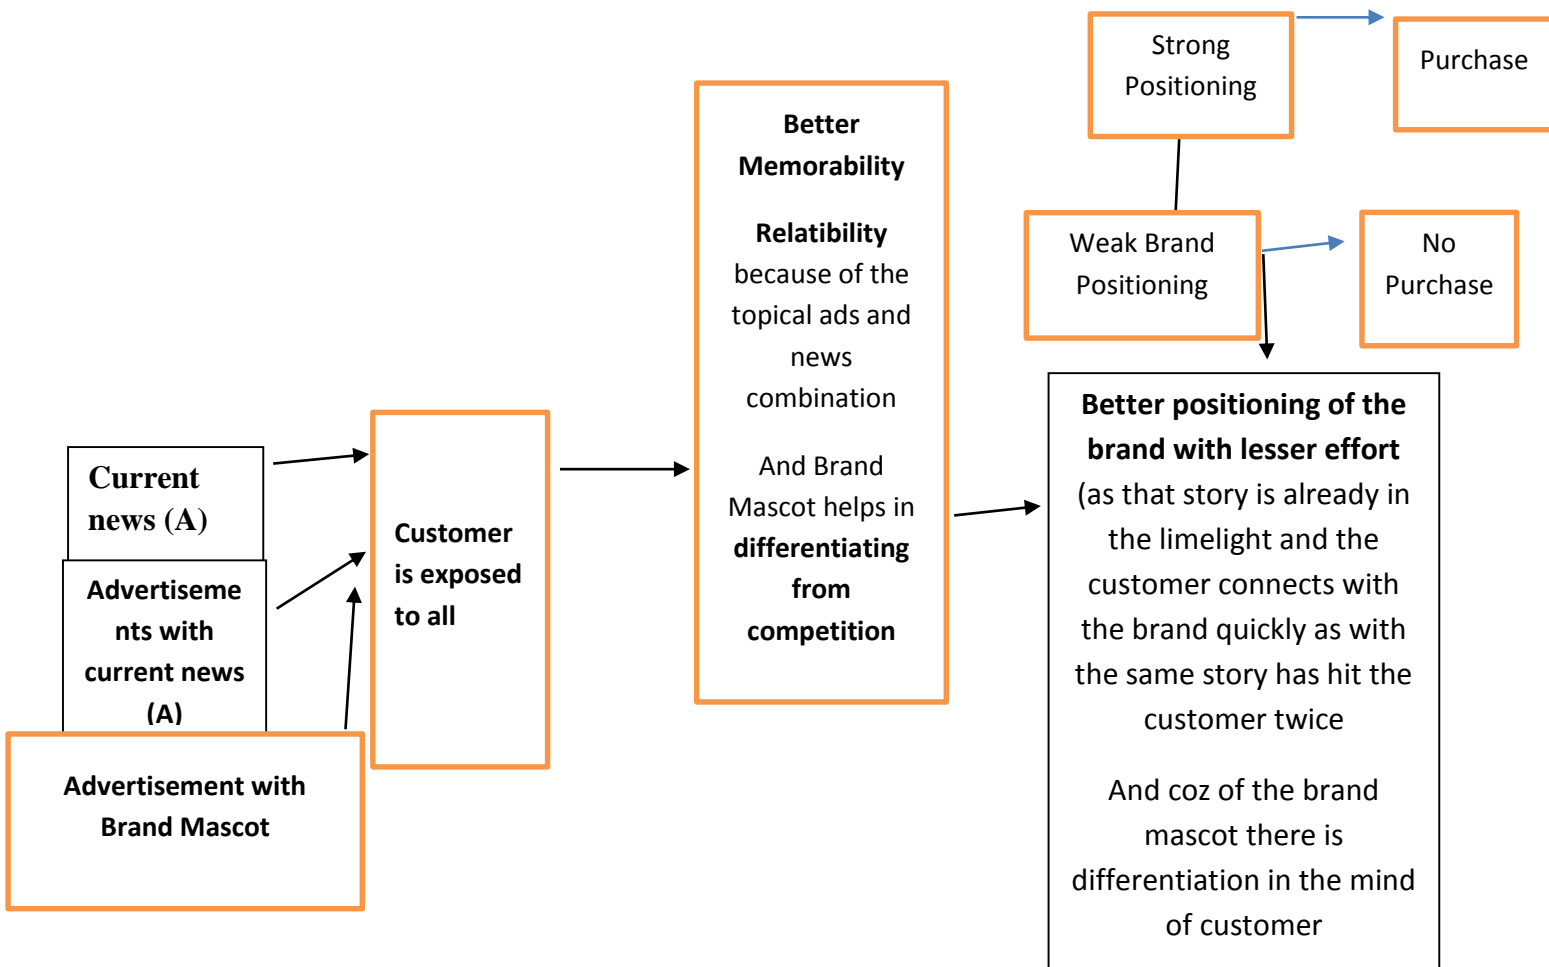 Current
news (A)
Advertiseme
nts with
current news
(A)
Advertisement with
Brand Mascot
Customer
is exposed
to all
Better
Memorability
Relatibility
because of the
topical ads and
news
combination
And Brand
Mascot helps in
differentiating
from
competition
Strong
Positioning
Purchase
Weak Brand
Positioning
No
Purchase
Better positioning of the
brand with lesser effort
(as that story is already in
the limelight and the
customer connects with
the brand quickly as with
the same story has hit the
customer twice
And coz of the brand
mascot there is
differentiation in the mind
of customer